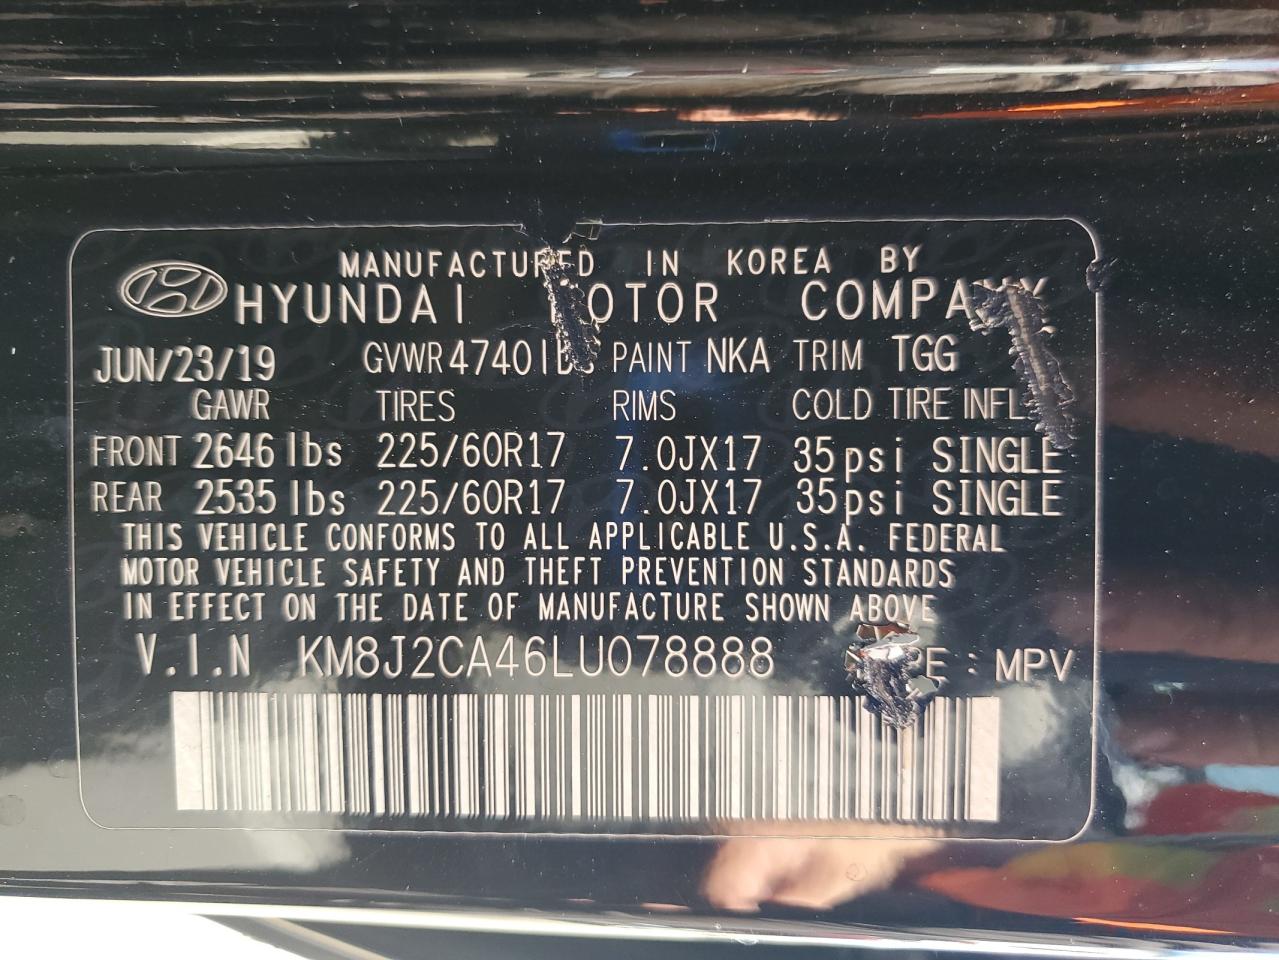 MANUFACTURED IN KOREA BY
HYUNDAI MOTOR COMPANY
JUN/23/19 GVWR 4740 lbs PAINT NKA TRIM TGG
GAWR TIRES RIMS COLD TIRE INFL.
FRONT 2646 lbs 225/60R17 7.0JX17 35psi SINGLE
REAR 2535 lbs 225/60R17 7.0JX17 35psi SINGLE
THIS VEHICLE CONFORMS TO ALL APPLICABLE U.S.A. FEDERAL
MOTOR VEHICLE SAFETY AND THEFT PREVENTION STANDARDS
IN EFFECT ON THE DATE OF MANUFACTURE SHOWN ABOVE
V.I.N KM8J2CA46LU078888 TYPE : MPV